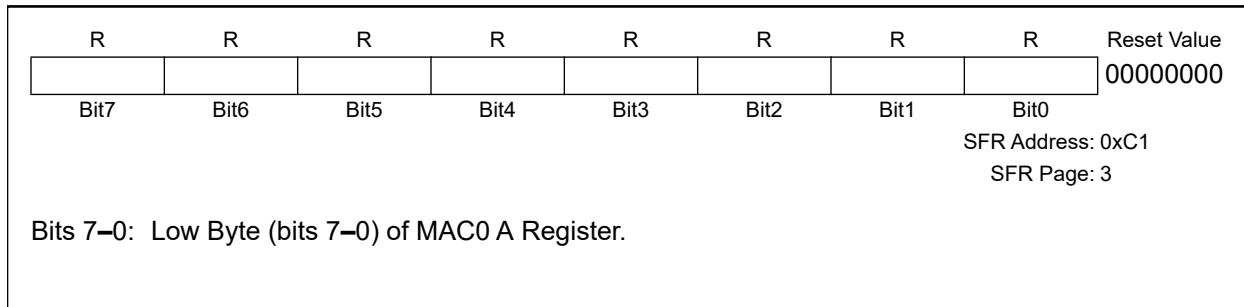 R R R R R R R R Reset Value
00000000
Bit7 Bit6 Bit5 Bit4 Bit3 Bit2 Bit1 Bit0
SFR Address: 0xC1
SFR Page: 3
Bits 7–0: Low Byte (bits 7–0) of MAC0 A Register.